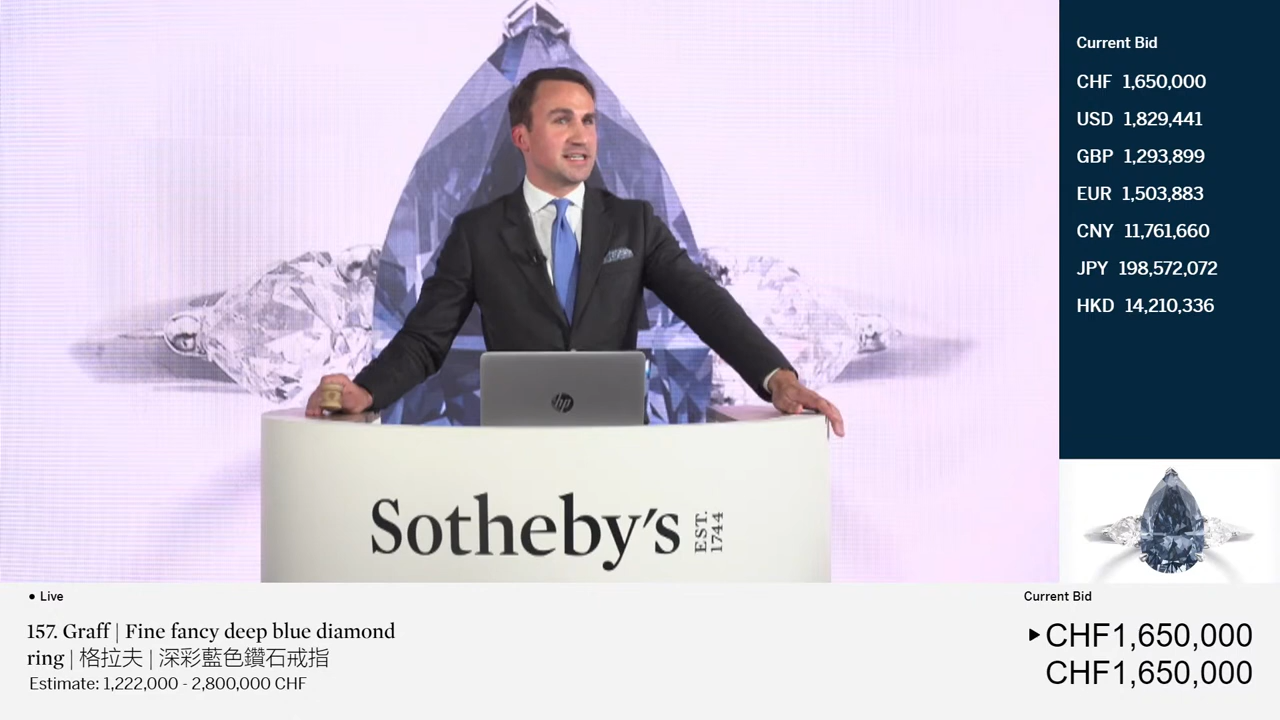 Current Bid
CHF 1,650,000
USD 1,829,441
GBP 1,293,899
EUR 1,503,883
CNY 11,761,660
JPY 198,572,072
HKD 14,210,336
hp
Sotheby's EST. 1744
• Live
157. Graff | Fine fancy deep blue diamond
ring | 格拉夫 | 深彩藍色鑽石戒指
Estimate: 1,222,000 - 2,800,000 CHF
Current Bid
CHF1,650,000
CHF1,650,000